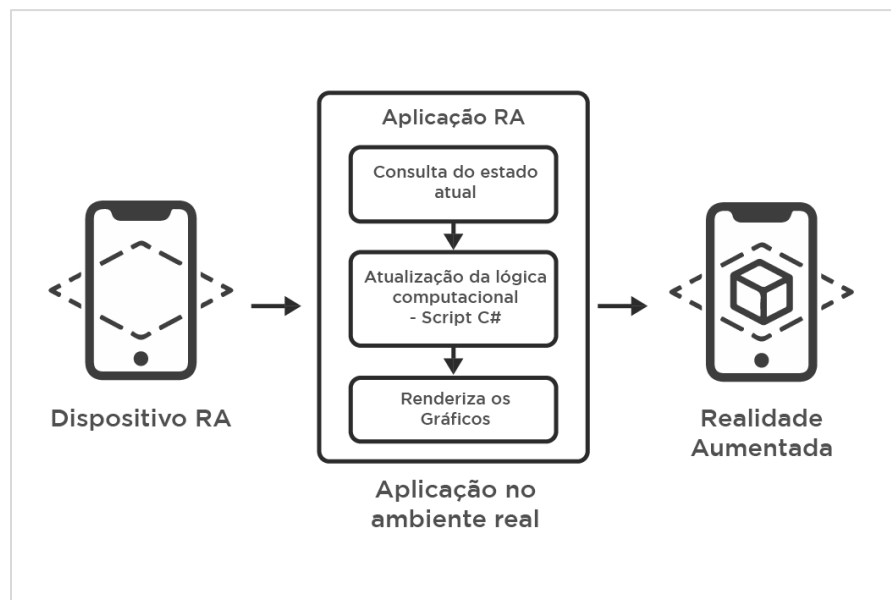 Aplicação RA
Consulta do estado
atual
Atualização da lógica
computacional
- Script C#
Renderiza os
Gráficos
Dispositivo RA
Aplicação no
ambiente real
Realidade
Aumentada